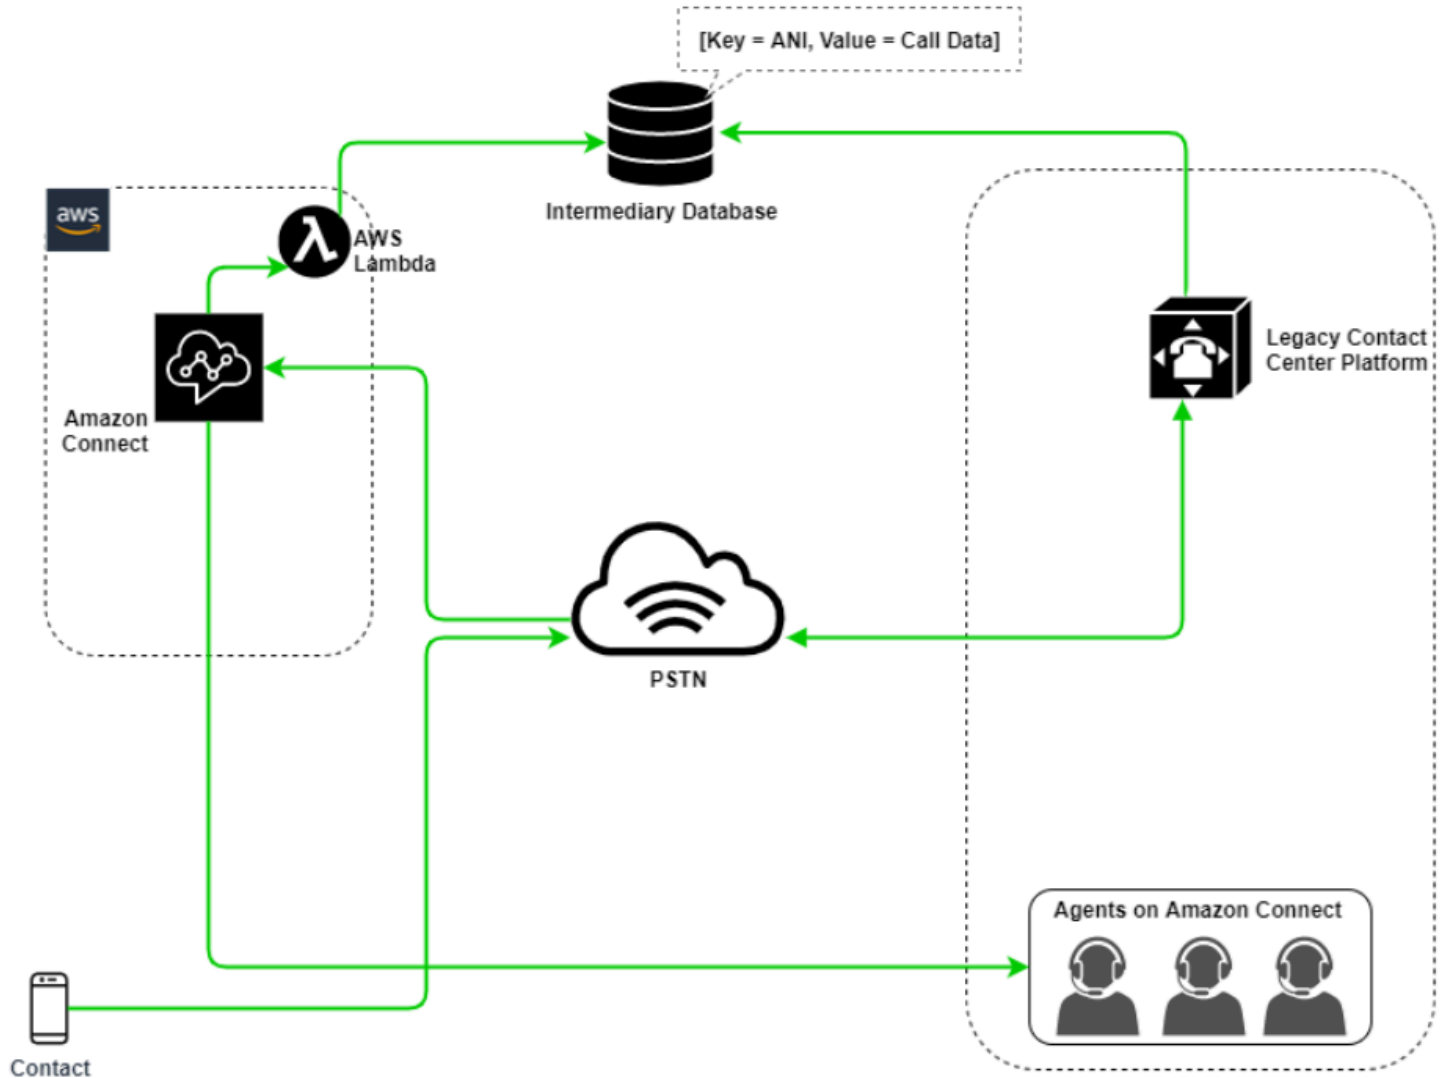 [Key = ANI, Value = Call Data]
Intermediary Database
aws
AWS
Lambda
Legacy Contact
Center Platform
Amazon
Connect
PSTN
Agents on Amazon Connect
Contact